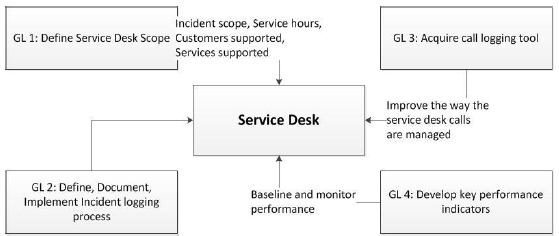 GL 1: Define Service Desk Scope
Incident scope, Service hours,
Customers supported,
Services supported
GL 3: Acquire call logging tool
Service Desk
Improve the way the
service desk calls
are managed
GL 2: Define, Document,
Implement Incident logging
process
Baseline and monitor
performance
GL 4: Develop key performance
indicators